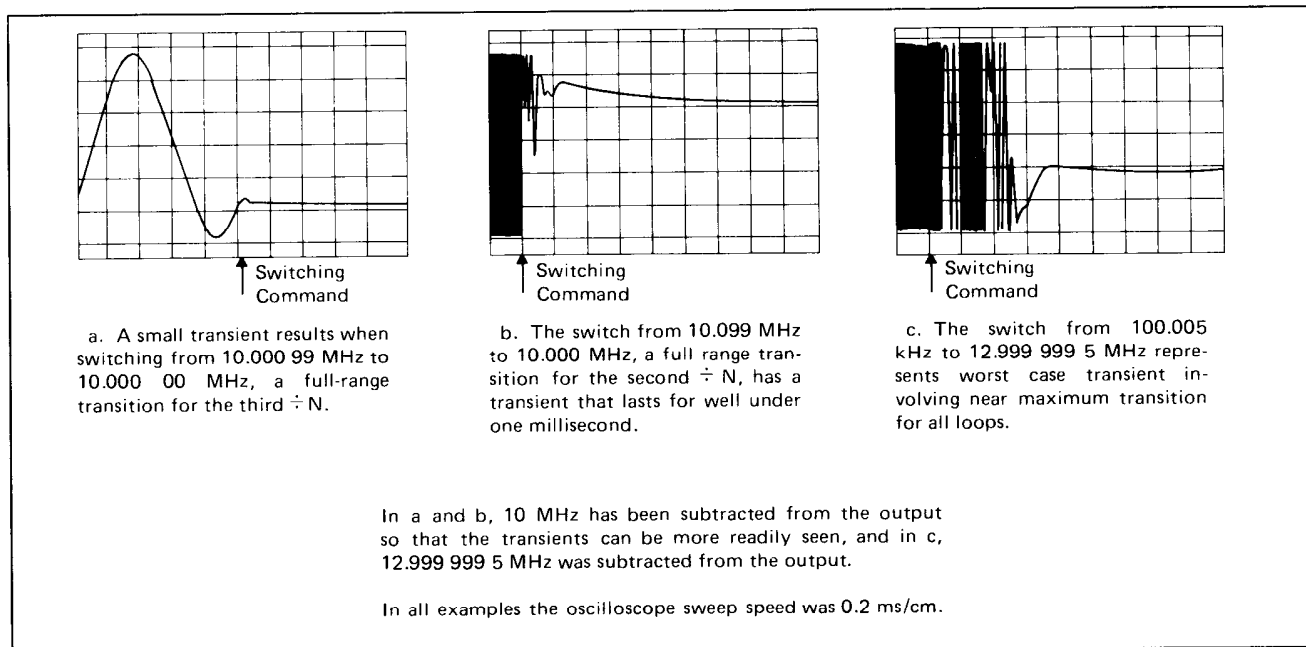 Switching
Command
a. A small transient results when
switching from 10.000 99 MHz to
10.000 00 MHz, a full-range
transition for the third ÷ N.
Switching
Command
b. The switch from 10.099 MHz
to 10.000 MHz, a full range tran-
sition for the second ÷ N, has a
transient that lasts for well under
one millisecond.
Switching
Command
c. The switch from 100.005
kHz to 12.999 999 5 MHz repre-
sents worst case transient in-
volving near maximum transition
for all loops.
In a and b, 10 MHz has been subtracted from the output
so that the transients can be more readily seen, and in c,
12.999 999 5 MHz was subtracted from the output.
In all examples the oscilloscope sweep speed was 0.2 ms/cm.